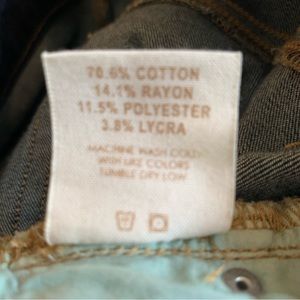 70.6% COTTON
14.1% RAYON
11.5% POLYESTER
3.8% LYCRA
MACHINE WASH COLD
WITH LIKE COLORS
TUMBLE DRY LOW